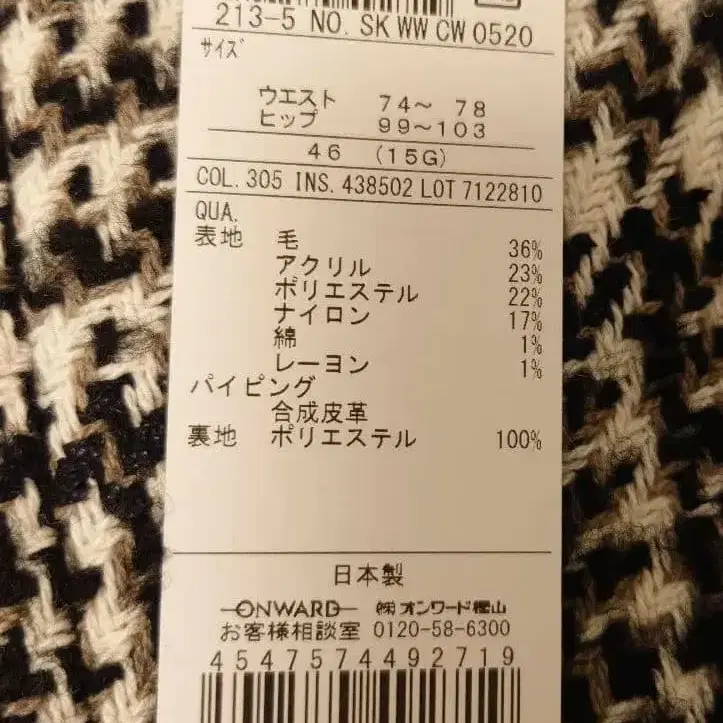 213-5 NO. SK WW CW 0520
サイズ
ウエスト 74～ 78
ヒップ 99～103
46 (15G)
COL. 305 INS. 438502 LOT 7122810
QUA.
表地 毛 36%
アクリル 23%
ポリエステル 22%
ナイロン 17%
綿 1%
レーヨン 1%
パイピング
合成皮革
裏地 ポリエステル 100%
日本製
ONWARD ㈱オンワード樫山
お客様相談室 0120-58-6300
4547574492719